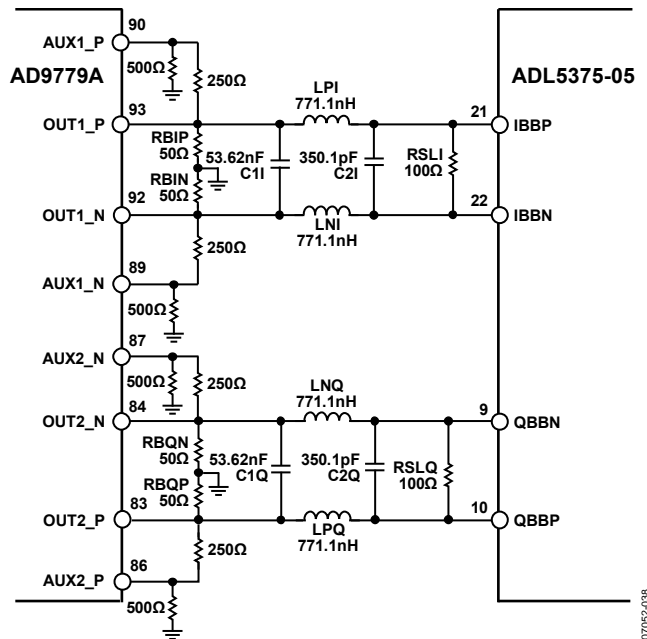 AD9779A
ADL5375-05
90
AUX1_P
500Ω
250Ω
93
OUT1_P
RBIP
50Ω
RBIN
50Ω
92
OUT1_N
53.62nF
C1I
LPI
771.1nH
350.1pF
C2I
LNI
771.1nH
RSLI
100Ω
21
IBBP
22
IBBN
250Ω
89
AUX1_N
500Ω
87
AUX2_N
500Ω
250Ω
84
OUT2_N
RBQN
50Ω
RBQP
50Ω
83
OUT2_P
53.62nF
C1Q
LNQ
771.1nH
350.1pF
C2Q
LPQ
771.1nH
RSLQ
100Ω
9
QBBN
10
QBBP
250Ω
86
AUX2_P
500Ω
07052-038